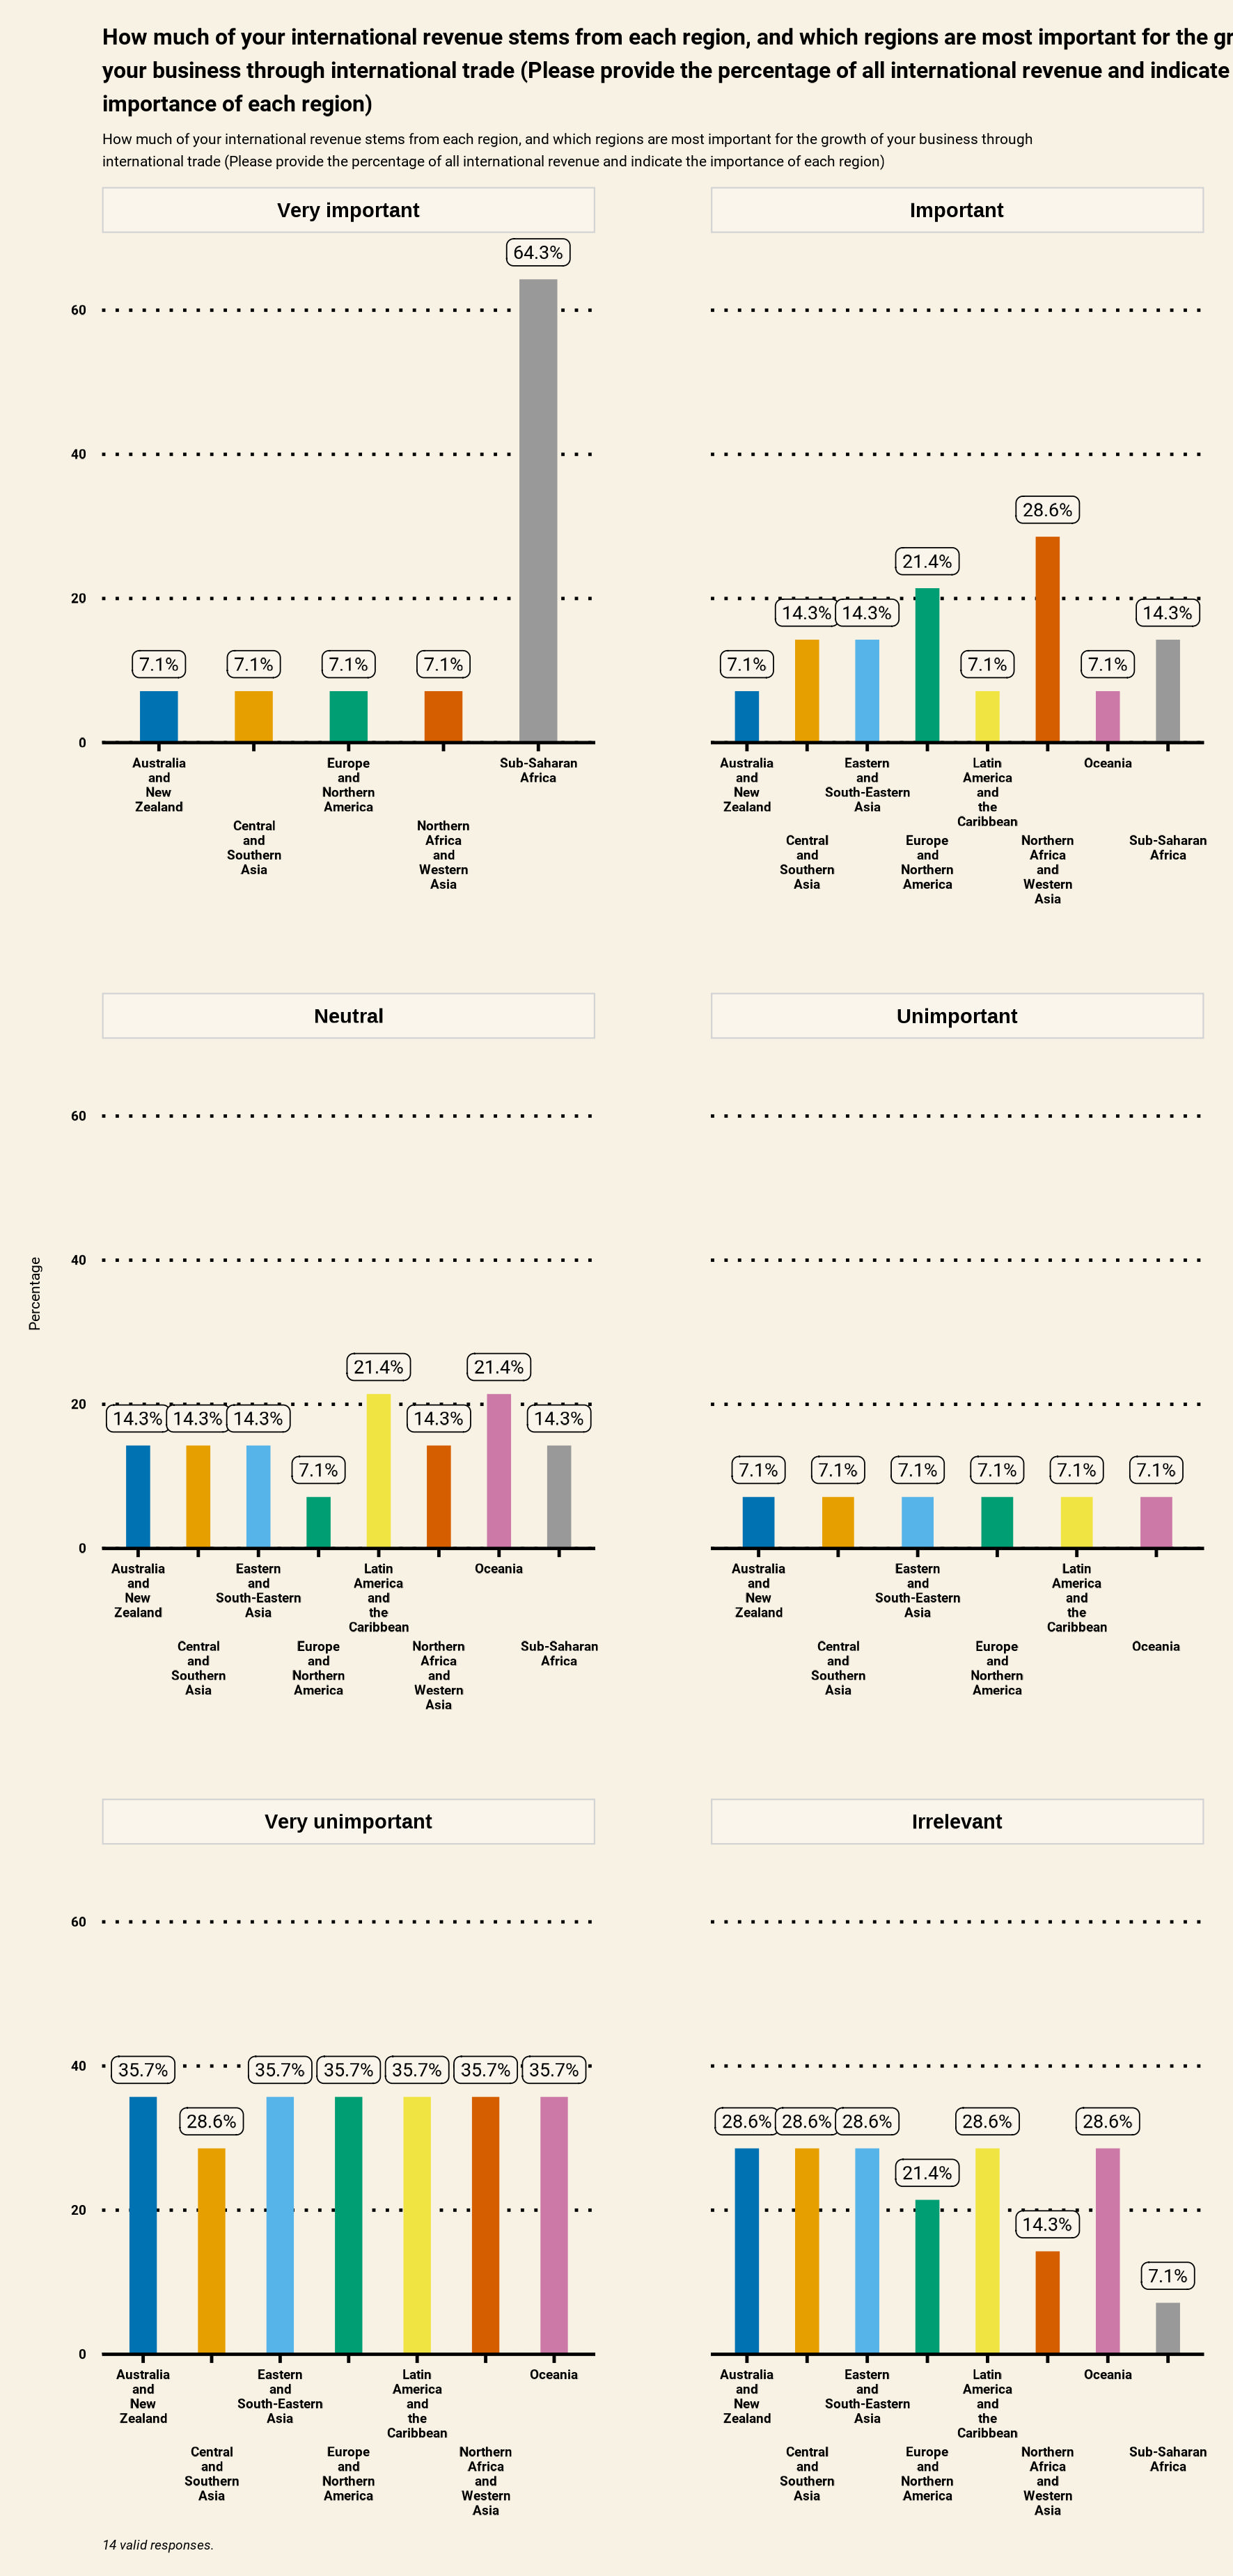 How much of your international revenue stems from each region, and which regions are most important for the gr
your business through international trade (Please provide the percentage of all international revenue and indicate
importance of each region)
How much of your international revenue stems from each region, and which regions are most important for the growth of your business through
international trade (Please provide the percentage of all international revenue and indicate the importance of each region)
Very important
64.3%
60
40
20
7.1% 7.1% 7.1% 7.1%
0
Australia
and
New
Zealand
Central
and
Southern
Asia
Europe
and
Northern
America
Northern
Africa
and
Western
Asia
Sub-Saharan
Africa
Important
28.6%
21.4%
14.3% 14.3% 14.3%
7.1% 7.1% 7.1%
Australia
and
New
Zealand
Central
and
Southern
Asia
Eastern
and
South-Eastern
Asia
Europe
and
Northern
America
Latin
America
and
the
Caribbean
Northern
Africa
and
Western
Asia
Oceania
Sub-Saharan
Africa
Percentage
Neutral
60
40
21.4% 21.4%
20
14.3% 14.3% 14.3% 14.3% 14.3%
7.1%
0
Australia
and
New
Zealand
Central
and
Southern
Asia
Eastern
and
South-Eastern
Asia
Europe
and
Northern
America
Latin
America
and
the
Caribbean
Northern
Africa
and
Western
Asia
Oceania
Sub-Saharan
Africa
Unimportant
7.1% 7.1% 7.1% 7.1% 7.1% 7.1%
Australia
and
New
Zealand
Central
and
Southern
Asia
Eastern
and
South-Eastern
Asia
Europe
and
Northern
America
Latin
America
and
the
Caribbean
Oceania
Very unimportant
60
40
35.7% 35.7% 35.7% 35.7% 35.7% 35.7%
28.6%
20
0
Australia
and
New
Zealand
Central
and
Southern
Asia
Eastern
and
South-Eastern
Asia
Europe
and
Northern
America
Latin
America
and
the
Caribbean
Northern
Africa
and
Western
Asia
Oceania
Irrelevant
28.6% 28.6% 28.6% 28.6% 28.6%
21.4%
14.3%
7.1%
Australia
and
New
Zealand
Central
and
Southern
Asia
Eastern
and
South-Eastern
Asia
Europe
and
Northern
America
Latin
America
and
the
Caribbean
Northern
Africa
and
Western
Asia
Oceania
Sub-Saharan
Africa
14 valid responses.